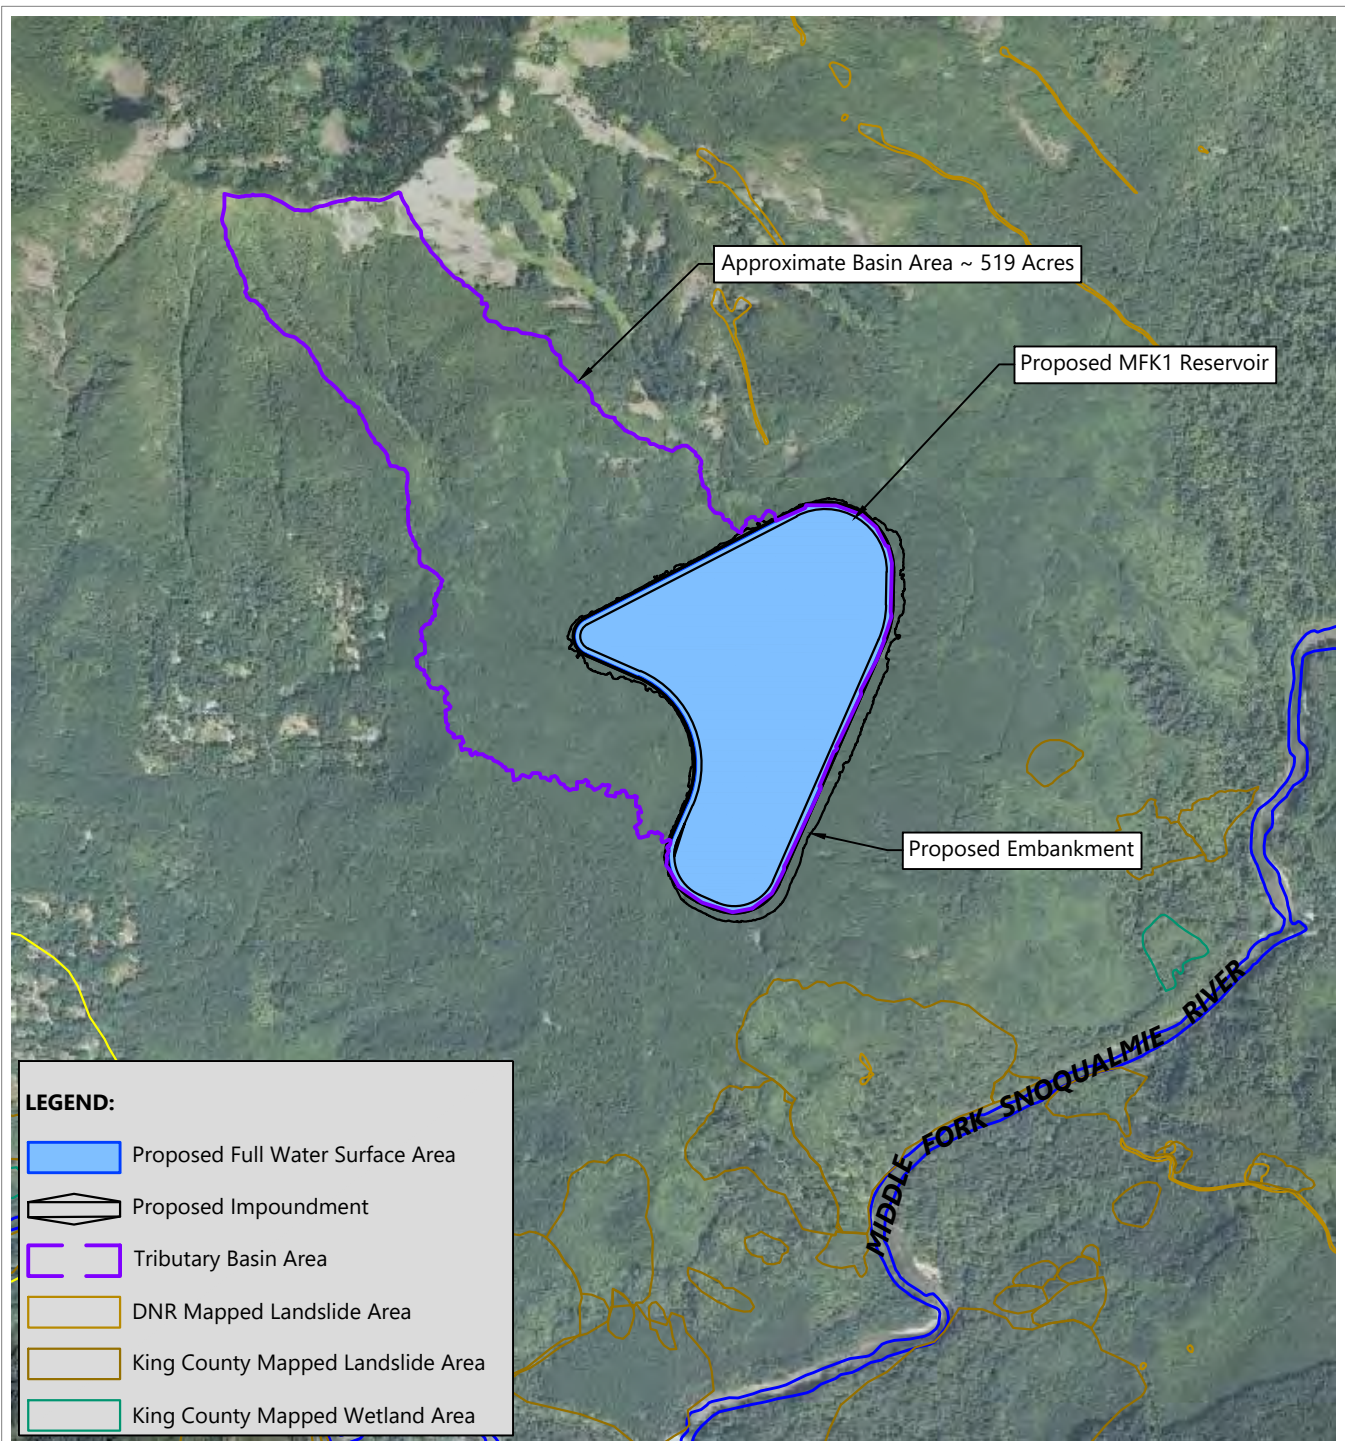 Approximate Basin Area ~ 519 Acres
Proposed MFK1 Reservoir
Proposed Embankment
MIDDLE FORK SNOQUALMIE RIVER
LEGEND:
Proposed Full Water Surface Area
Proposed Impoundment
Tributary Basin Area
DNR Mapped Landslide Area
King County Mapped Landslide Area
King County Mapped Wetland Area